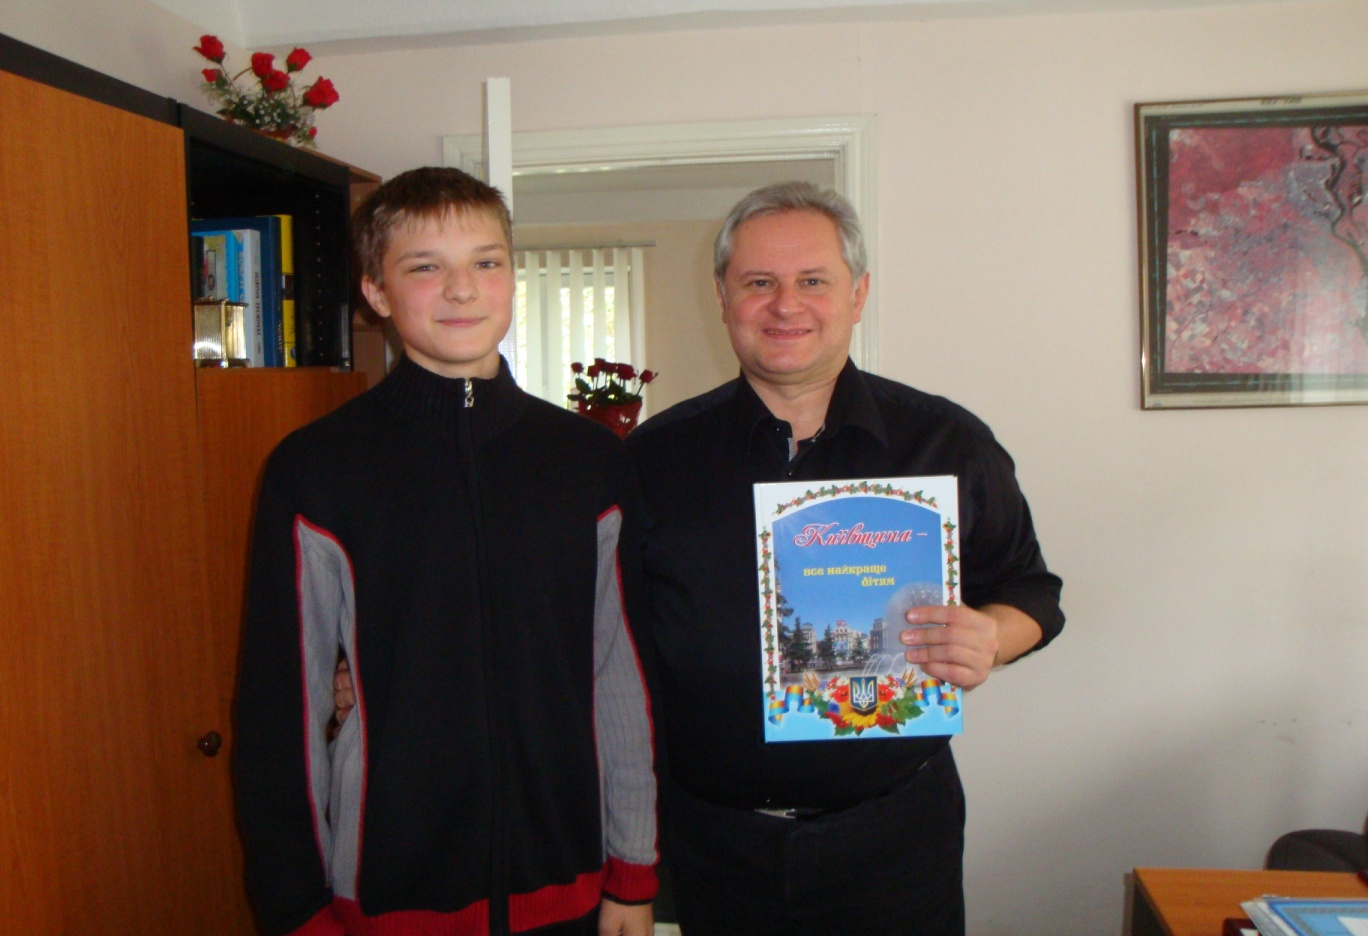 Київщина –
все найкраще
дітям